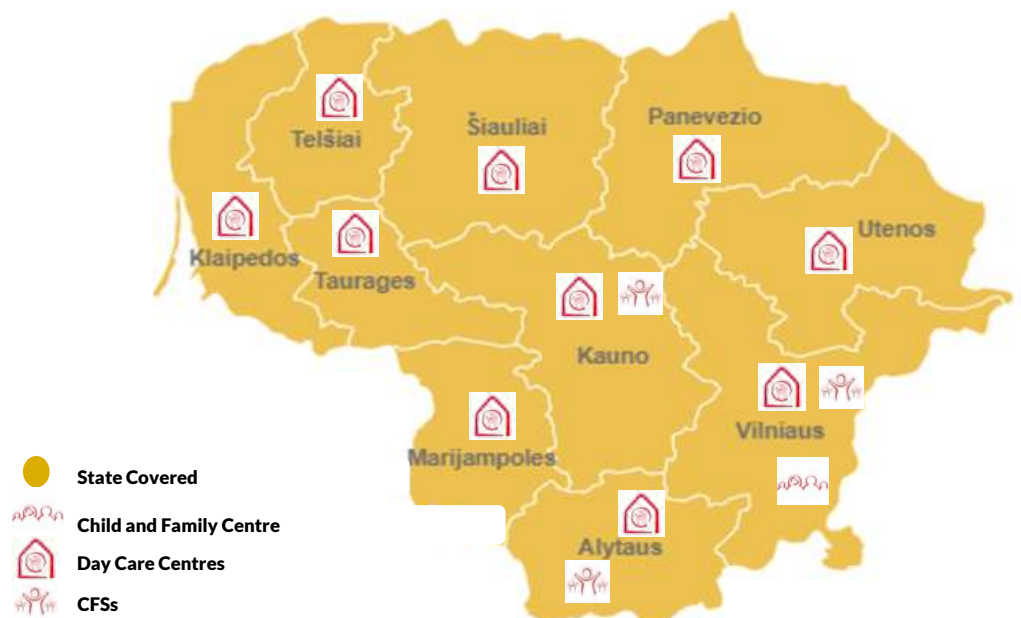 Telšiai
Šiauliai
Panevezio
Klaipedos
Taurages
Utenos
Kauno
Vilniaus
Marijampoles
Alytaus
State Covered
Child and Family Centre
Day Care Centres
CFSs